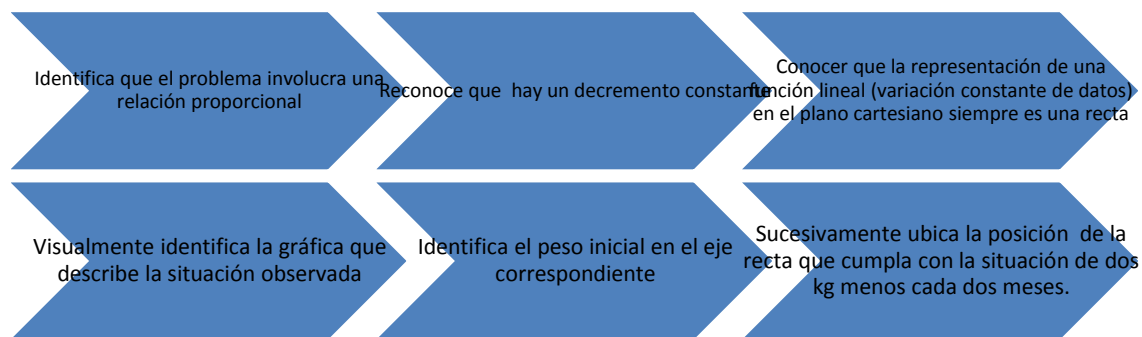 Identifica que el problema involucra una
relación proporcional
Reconoce que hay un decremento constante
Conocer que la representación de una
función lineal (variación constante de datos)
en el plano cartesiano siempre es una recta
Visualmente identifica la gráfica que
describe la situación observada
Identifica el peso inicial en el eje
correspondiente
Sucesivamente ubica la posición de la
recta que cumpla con la situación de dos
kg menos cada dos meses.